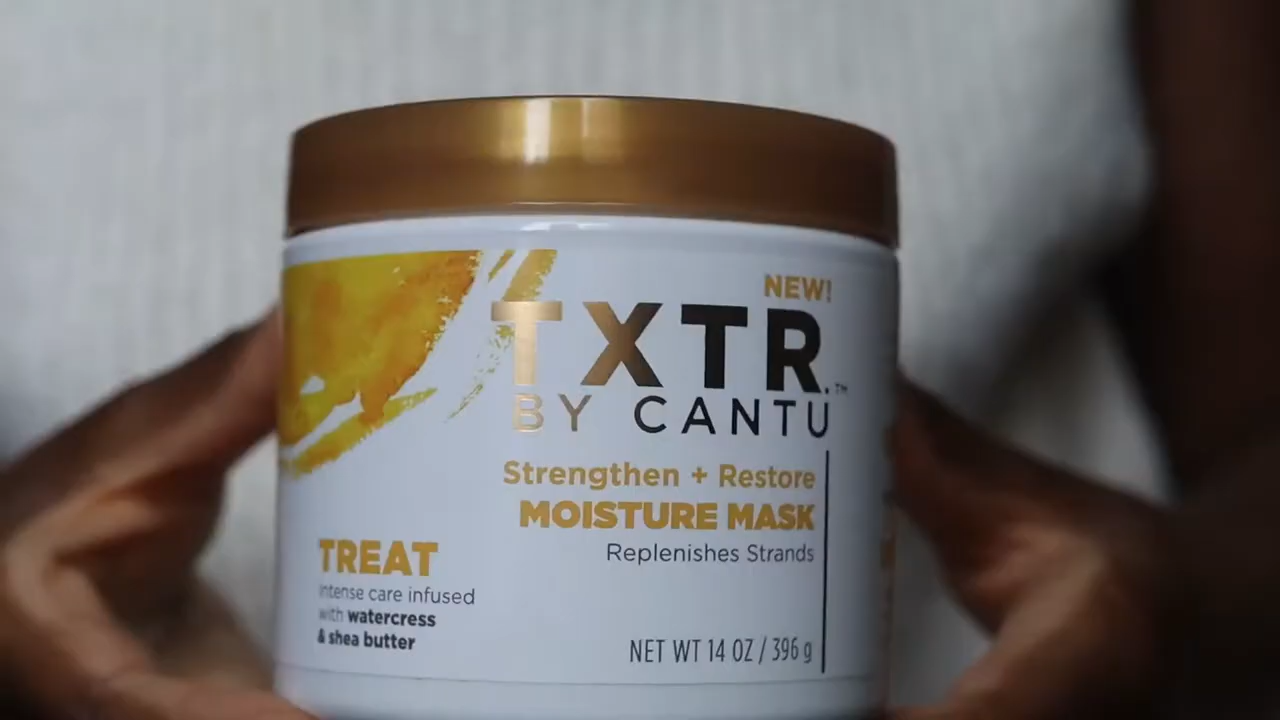 NEW!
TXTR.™
BY CANTU
Strengthen + Restore
MOISTURE MASK
Replenishes Strands
TREAT
intense care infused
with watercress
& shea butter
NET WT 14 OZ / 396 g